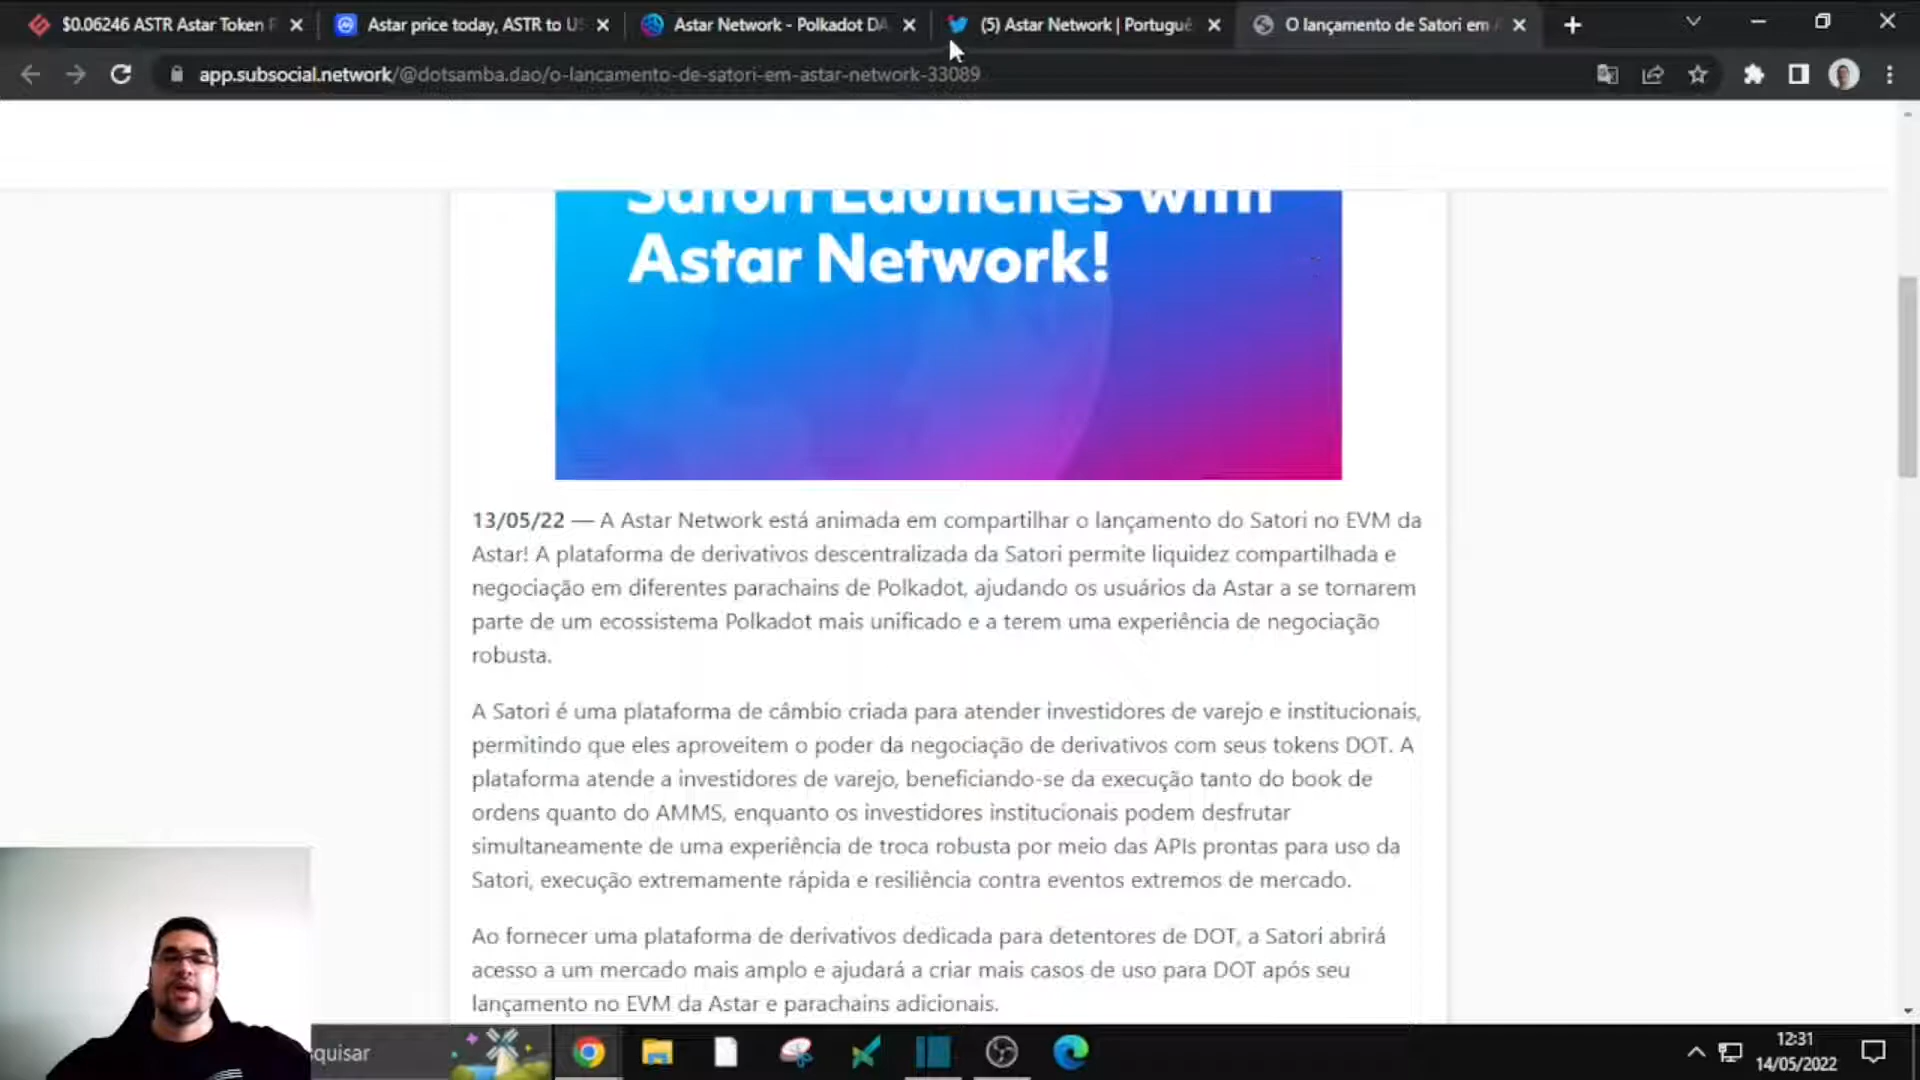 $0.06246 ASTR Astar Token
Astar price today, ASTR to U
Astar Network - Polkadot DA
(5) Astar Network | Portuguê
O lançamento de Satori em
app.subsocial.network/@dotsamba.dao/o-lancamento-de-satori-em-astar-network-33089
Satori Launches with
Astar Network!
13/05/22 — A Astar Network está animada em compartilhar o lançamento do Satori no EVM da
Astar! A plataforma de derivativos descentralizada da Satori permite liquidez compartilhada e
negociação em diferentes parachains de Polkadot, ajudando os usuários da Astar a se tornarem
parte de um ecossistema Polkadot mais unificado e a terem uma experiência de negociação
robusta.
A Satori é uma plataforma de câmbio criada para atender investidores de varejo e institucionais,
permitindo que eles aproveitem o poder da negociação de derivativos com seus tokens DOT. A
plataforma atende a investidores de varejo, beneficiando-se da execução tanto do book de
ordens quanto do AMMS, enquanto os investidores institucionais podem desfrutar
simultaneamente de uma experiência de troca robusta por meio das APIs prontas para uso da
Satori, execução extremamente rápida e resiliência contra eventos extremos de mercado.
Ao fornecer uma plataforma de derivativos dedicada para detentores de DOT, a Satori abrirá
acesso a um mercado mais amplo e ajudará a criar mais casos de uso para DOT após seu
lançamento no EVM da Astar e parachains adicionais.
quisar
12:31
14/05/2022